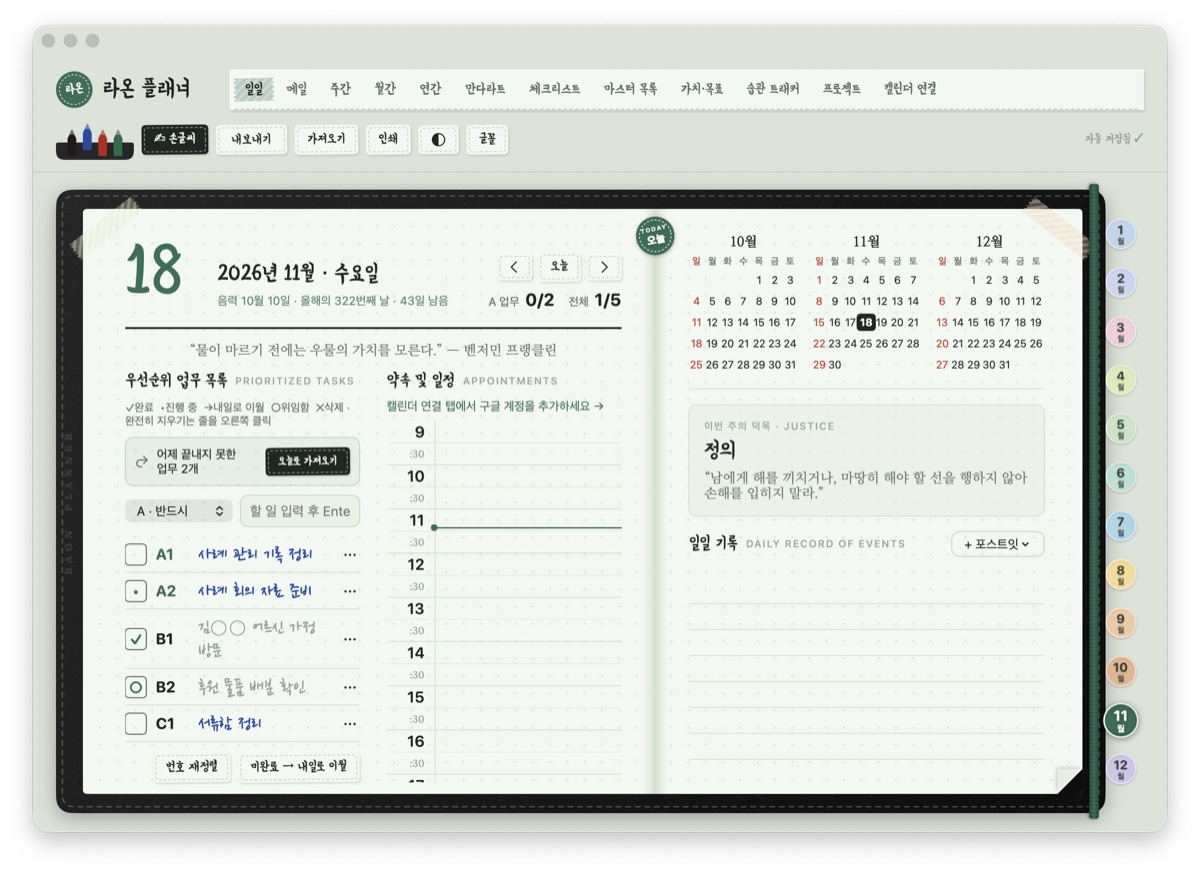 라온 라온 플래너
일일 메일 주간 월간 연간 만다라트 체크리스트 마스터 목록 가치·목표 습관 트래커 프로젝트 캘린더 연결
✍ 손글씨 내보내기 가져오기 인쇄 글꼴
자동 저장됨 ✓
RAON PLANNER
18
2026년 11월 · 수요일
< 오늘 >
음력 10월 10일 · 올해의 322번째 날 · 43일 남음
A 업무 0/2 전체 1/5
“물이 마르기 전에는 우물의 가치를 모른다.” — 벤저민 프랭클린
우선순위 업무 목록 PRIORITIZED TASKS
✓완료 •진행 중 →내일로 이월 ○위임함 ✕삭제 ·
완전히 지우기는 줄을 오른쪽 클릭
어제 끝내지 못한
업무 2개
오늘로 가져오기
A · 반드시
할 일 입력 후 Ente
A1 사례 관리 기록 정리 ···
A2 사례 회의 자료 준비 ···
B1 김◯◯ 어르신 가정
방문 ···
B2 후원 물품 배분 확인 ···
C1 서류함 정리 ···
번호 재정렬 미완료 → 내일로 이월
약속 및 일정 APPOINTMENTS
캘린더 연결 탭에서 구글 계정을 추가하세요 →
9
:30
10
:30
11
:30
12
:30
13
:30
14
:30
15
:30
16
:30
TODAY
오늘
10월
일 월 화 수 목 금 토
1 2 3
4 5 6 7 8 9 10
11 12 13 14 15 16 17
18 19 20 21 22 23 24
25 26 27 28 29 30 31
11월
일 월 화 수 목 금 토
1 2 3 4 5 6 7
8 9 10 11 12 13 14
15 16 17 18 19 20 21
22 23 24 25 26 27 28
29 30
12월
일 월 화 수 목 금 토
1 2 3 4 5
6 7 8 9 10 11 12
13 14 15 16 17 18 19
20 21 22 23 24 25 26
27 28 29 30 31
이번 주의 덕목 · JUSTICE
정의
“남에게 해를 끼치거나, 마땅히 해야 할 선을 행하지 않아
손해를 입히지 말라.”
일일 기록 DAILY RECORD OF EVENTS
+ 포스트잇
1
월
2
월
3
월
4
월
5
월
6
월
7
월
8
월
9
월
10
월
11
월
12
월